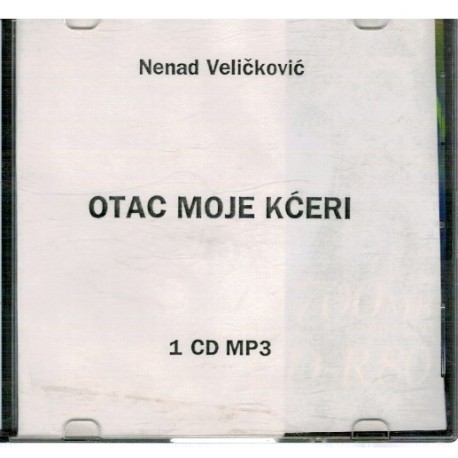 Nenad Veličković
OTAC MOJE KĆERI
1 CD MP3